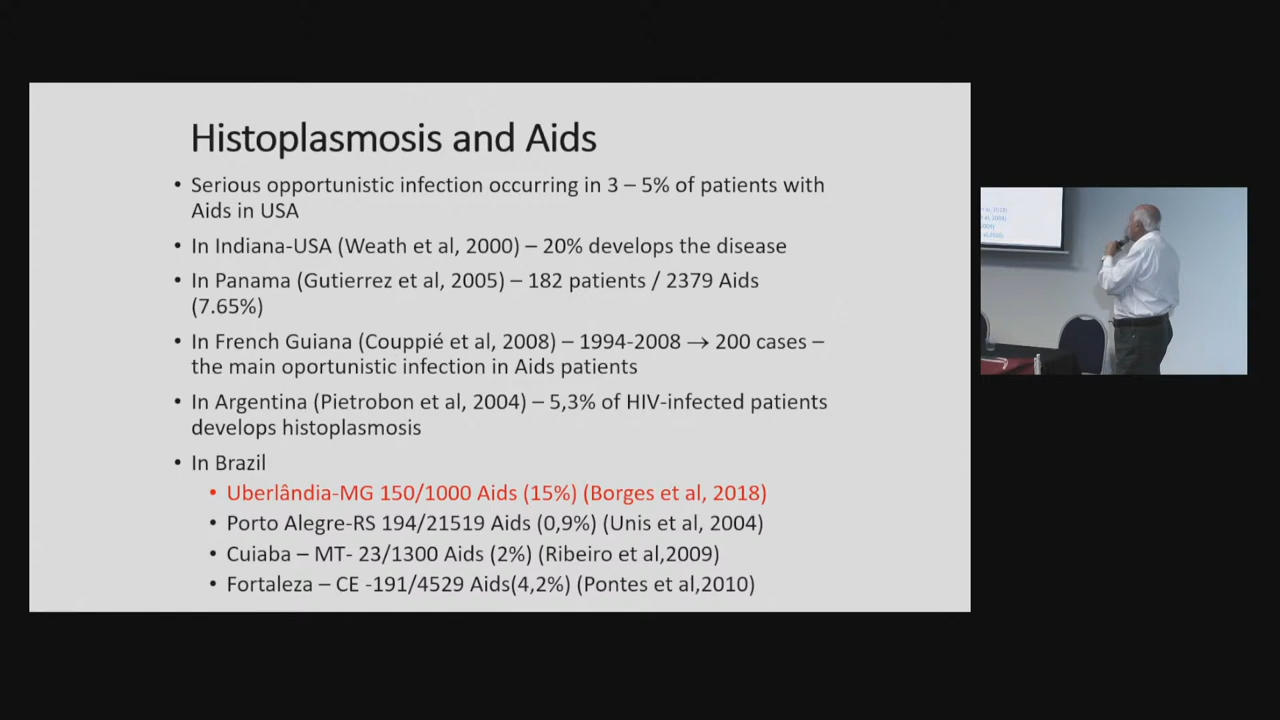 Histoplasmosis and Aids
• Serious opportunistic infection occurring in 3 – 5% of patients with
Aids in USA
• In Indiana-USA (Weath et al, 2000) – 20% develops the disease
• In Panama (Gutierrez et al, 2005) – 182 patients / 2379 Aids
(7.65%)
• In French Guiana (Couppié et al, 2008) – 1994-2008 → 200 cases –
the main oportunistic infection in Aids patients
• In Argentina (Pietrobon et al, 2004) – 5,3% of HIV-infected patients
develops histoplasmosis
• In Brazil
• Uberlândia-MG 150/1000 Aids (15%) (Borges et al, 2018)
• Porto Alegre-RS 194/21519 Aids (0,9%) (Unis et al, 2004)
• Cuiaba – MT- 23/1300 Aids (2%) (Ribeiro et al,2009)
• Fortaleza – CE -191/4529 Aids(4,2%) (Pontes et al,2010)